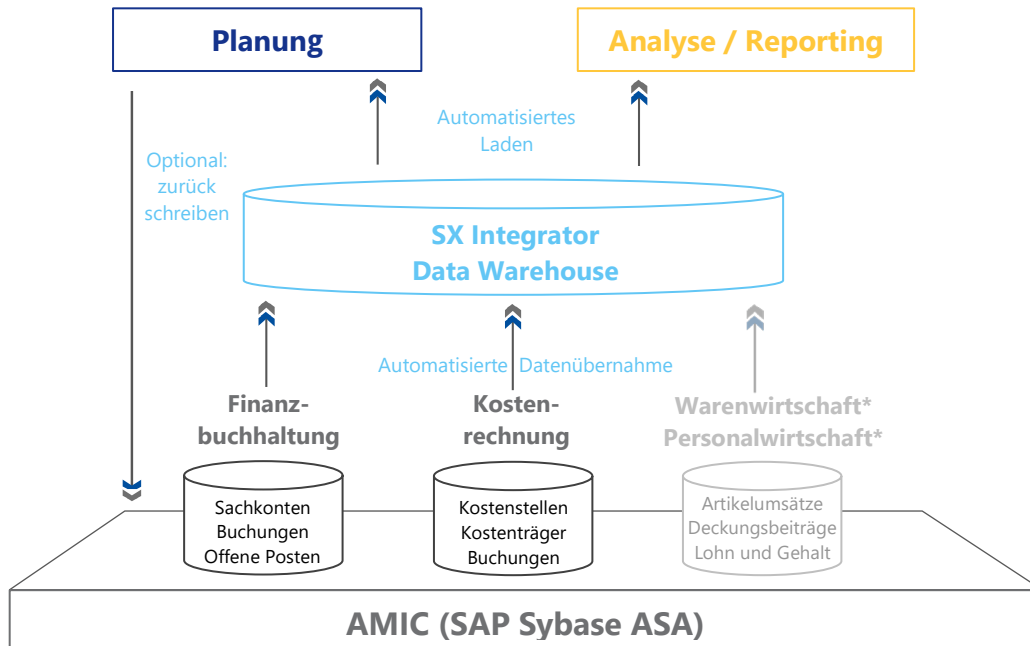 Planung
Analyse / Reporting
Automatisiertes
Laden
Optional:
zurück
schreiben
SX Integrator
Data Warehouse
Automatisierte Datenübernahme
Finanz-
buchhaltung
Kosten-
rechnung
Warenwirtschaft*
Personalwirtschaft*
Sachkonten
Buchungen
Offene Posten
Kostenstellen
Kostenträger
Buchungen
Artikelumsätze
Deckungsbeiträge
Lohn und Gehalt
AMIC (SAP Sybase ASA)